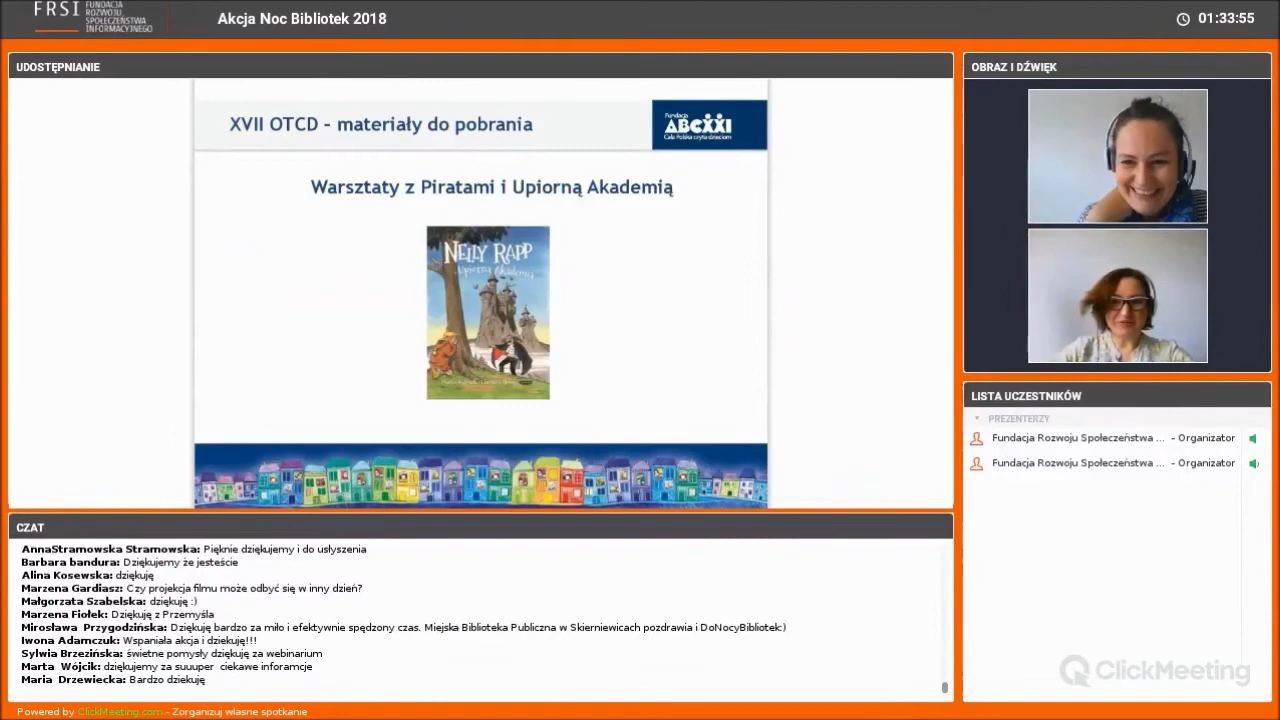 FRSI FUNDACJA ROZWOJU SPOŁECZEŃSTWA INFORMACYJNEGO
Akcja Noc Bibliotek 2018
01:33:55
UDOSTĘPNIANIE
XVII OTCD – materiały do pobrania
Fundacja
ABCXXI
Cała Polska czyta dzieciom
Warsztaty z Piratami i Upiorną Akademią
NELLY RAPP
Upiorna Akademia
OBRAZ I DŹWIĘK
LISTA UCZESTNIKÓW
PREZENTERZY
Fundacja Rozwoju Społeczeństwa ... - Organizator
Fundacja Rozwoju Społeczeństwa ... - Organizator
CZAT
AnnaStramowska Stramowska: Pięknie dziękujemy i do usłyszenia
Barbara bandura: Dziękujemy że jesteście
Alina Kosewska: dziękuję
Marzena Gardiasz: Czy projekcja filmu może odbyć się w inny dzień?
Małgorzata Szabelska: dziękuję :)
Marzena Fiołek: Dziękuję z Przemyśla
Mirosława Przygodzińska: Dziękuję bardzo za miło i efektywnie spędzony czas. Miejska Biblioteka Publiczna w Skierniewicach pozdrawia i DoNocyBibliotek:)
Iwona Adamczuk: Wspaniała akcja i dziekuję!!!
Sylwia Brzezińska: świetne pomysły dziękuję za webinarium
Marta Wójcik: dziękujemy za suuuper ciekawe inforamcje
Maria Drzewiecka: Bardzo dziekuję
ClickMeeting
Powered by ClickMeeting.com - Zorganizuj własne spotkanie